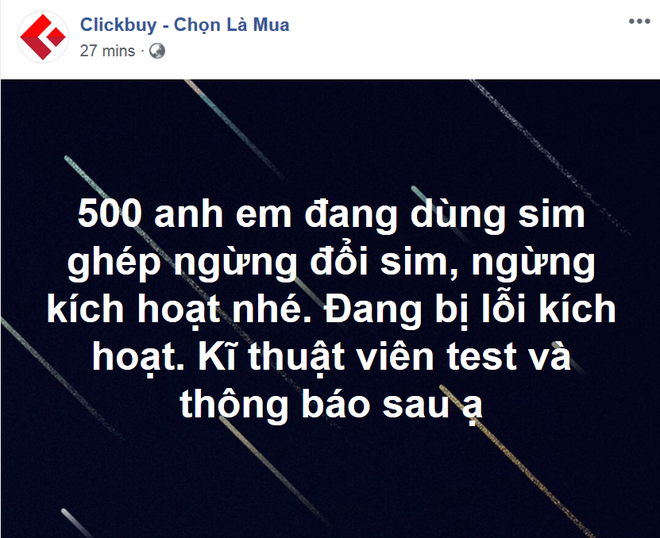 Clickbuy - Chọn Là Mua
27 mins ·
500 anh em đang dùng sim
ghép ngừng đổi sim, ngừng
kích hoạt nhé. Đang bị lỗi kích
hoạt. Kĩ thuật viên test và
thông báo sau ạ